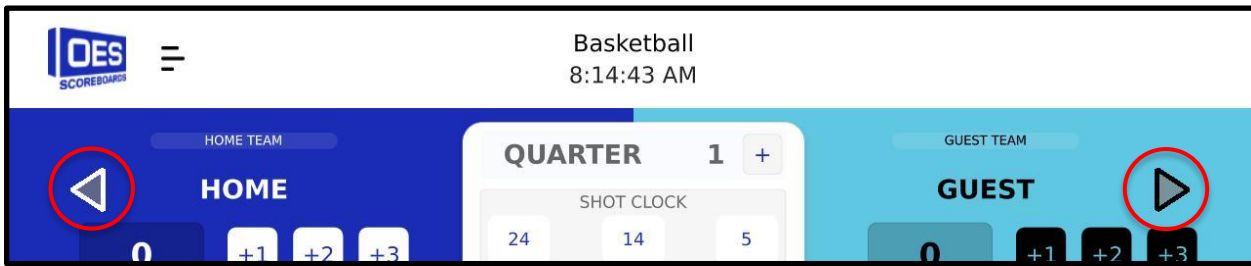 OES
SCOREBOARDS
Basketball
8:14:43 AM
HOME TEAM
HOME
0 +1 +2 +3
QUARTER 1 +
SHOT CLOCK
24 14 5
GUEST TEAM
GUEST
0 +1 +2 +3